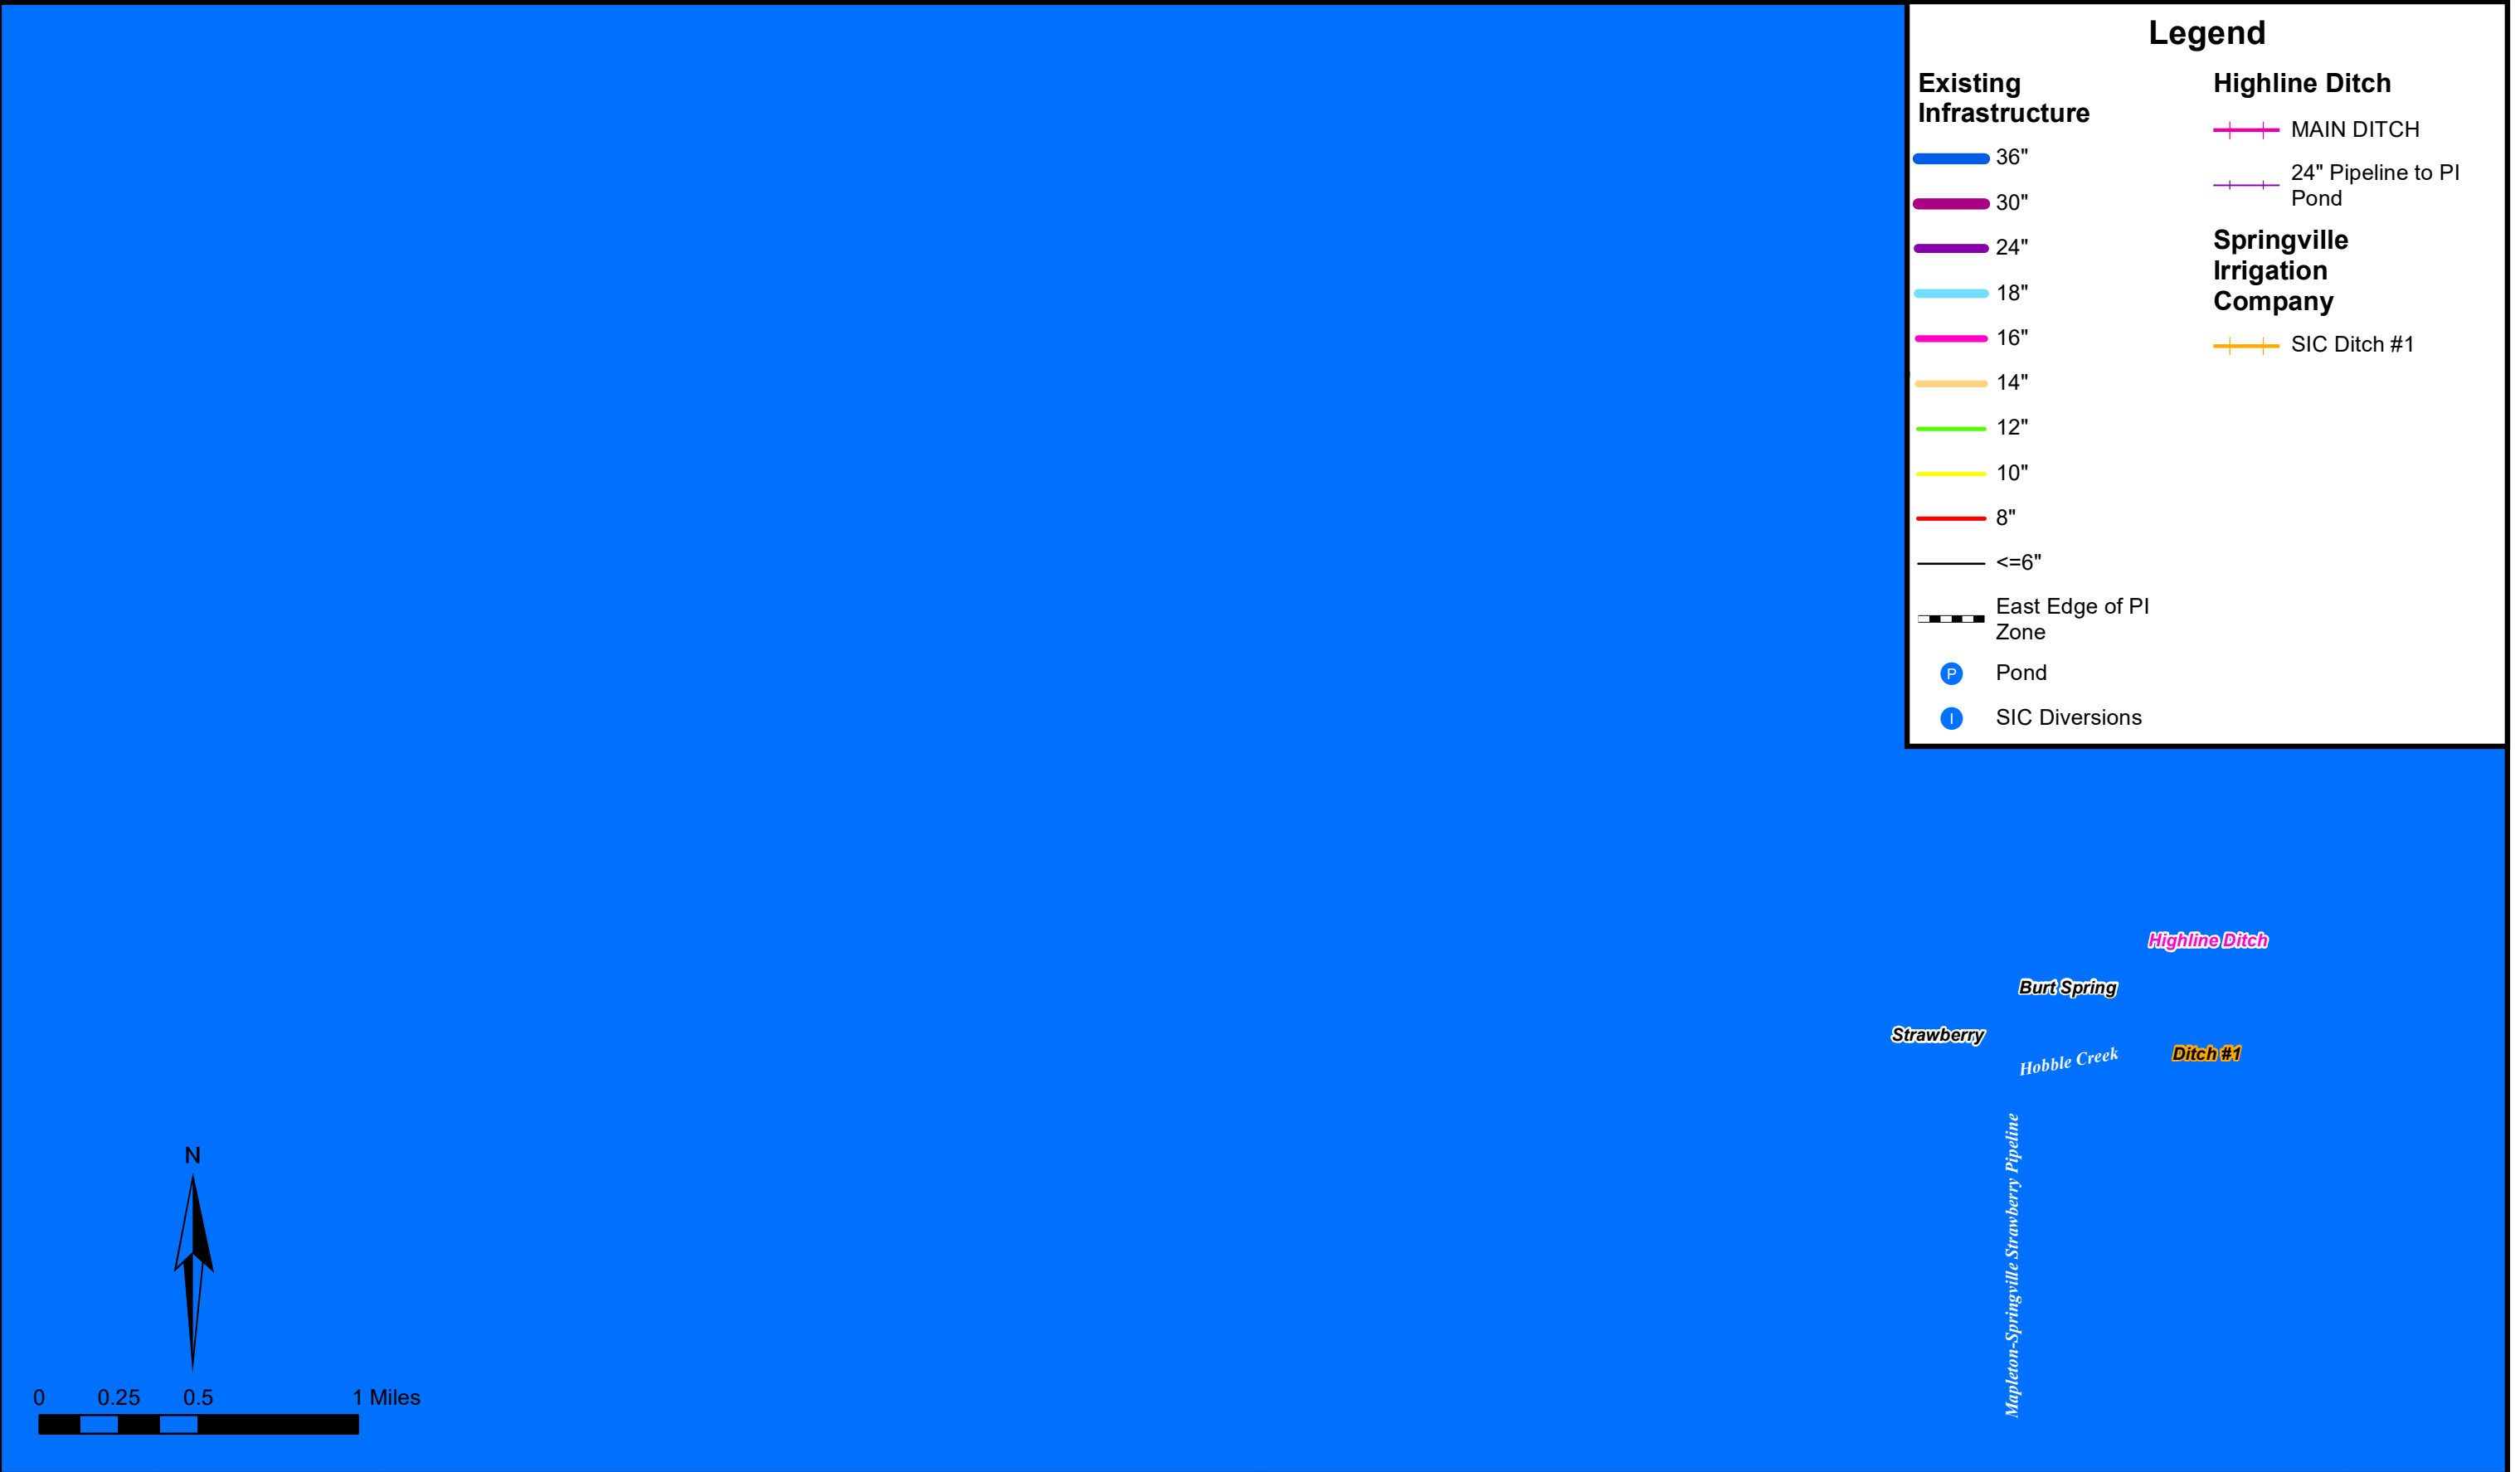 Legend
Existing
Infrastructure
36"
30"
24"
18"
16"
14"
12"
10"
8"
<=6"
East Edge of PI
Zone
P Pond
I SIC Diversions
Highline Ditch
MAIN DITCH
24" Pipeline to PI
Pond
Springville
Irrigation
Company
SIC Ditch #1
Highline Ditch
Burt Spring
Strawberry
Hobble Creek
Ditch #1
Mapleton-Springville Strawberry Pipeline
N
0 0.25 0.5 1 Miles